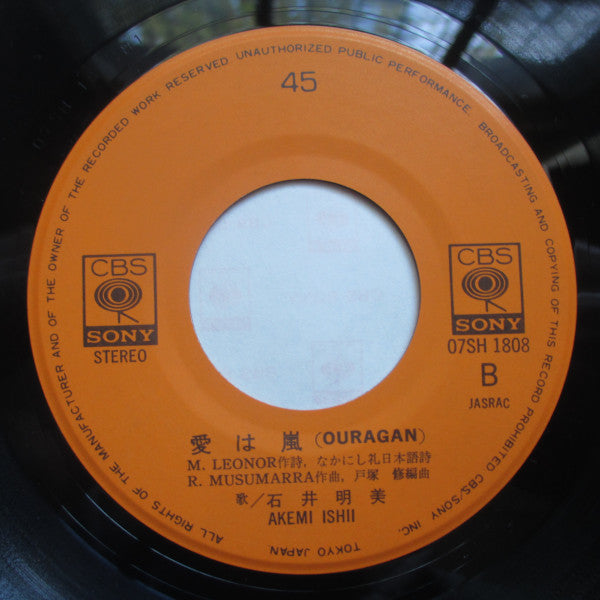 ALL RIGHTS OF THE MANUFACTURER AND OF THE OWNER OF THE RECORDED WORK RESERVED UNAUTHORIZED PUBLIC PERFORMANCE. BROADCASTING AND COPYING OF THIS RECORD PROHIBITED CBS/SONY INC. TOKYO JAPAN.
45
CBS
SONY
STEREO
CBS
SONY
07SH 1808
B
JASRAC
愛は嵐 (OURAGAN)
M. LEONOR作詩, なかにし礼日本語詩
R. MUSUMARRA作曲, 戸塚 修編曲
歌/石井明美
AKEMI ISHII